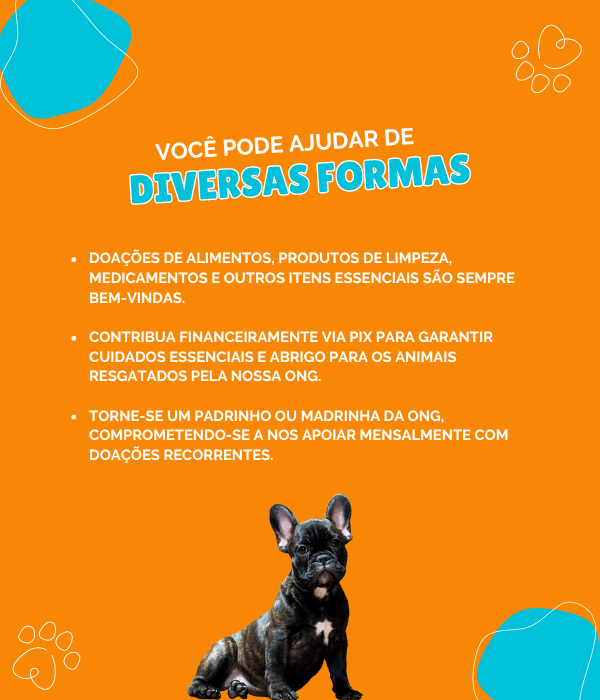 VOCÊ PODE AJUDAR DE
DIVERSAS FORMAS
• DOAÇÕES DE ALIMENTOS, PRODUTOS DE LIMPEZA,
MEDICAMENTOS E OUTROS ITENS ESSENCIAIS SÃO SEMPRE
BEM-VINDAS.
• CONTRIBUA FINANCEIRAMENTE VIA PIX PARA GARANTIR
CUIDADOS ESSENCIAIS E ABRIGO PARA OS ANIMAIS
RESGATADOS PELA NOSSA ONG.
• TORNE-SE UM PADRINHO OU MADRINHA DA ONG,
COMPROMETENDO-SE A NOS APOIAR MENSALMENTE COM
DOAÇÕES RECORRENTES.